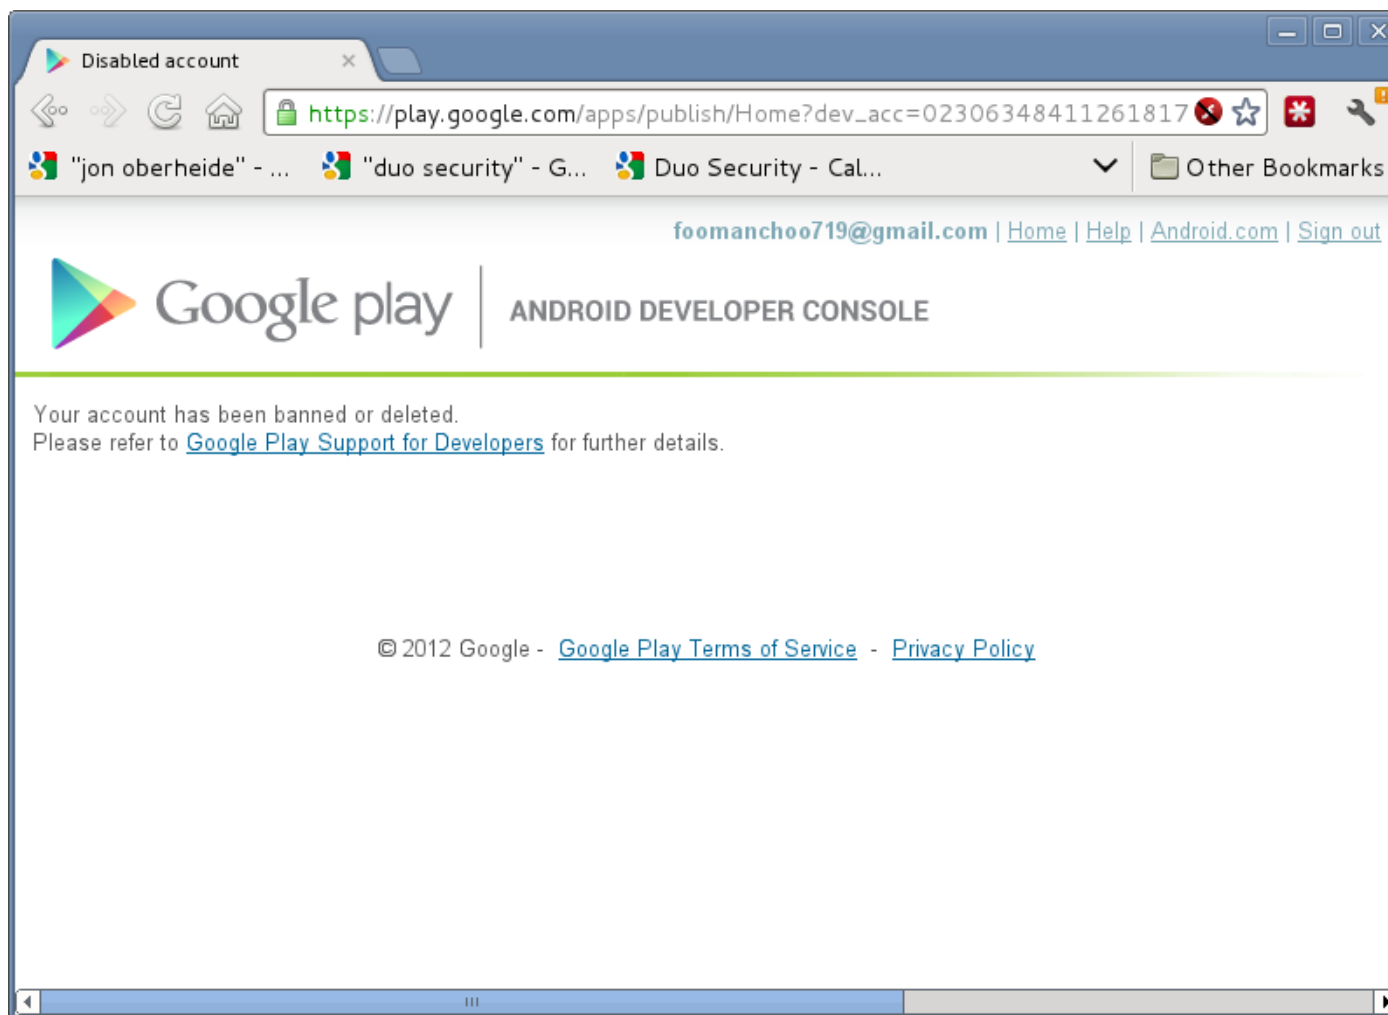 Disabled account
https://play.google.com/apps/publish/Home?dev_acc=02306348411261817
"jon oberheide" - ... "duo security" - G... Duo Security - Cal... Other Bookmarks
foomanchoo719@gmail.com | Home | Help | Android.com | Sign out
Google play ANDROID DEVELOPER CONSOLE
Your account has been banned or deleted.
Please refer to Google Play Support for Developers for further details.
© 2012 Google - Google Play Terms of Service - Privacy Policy